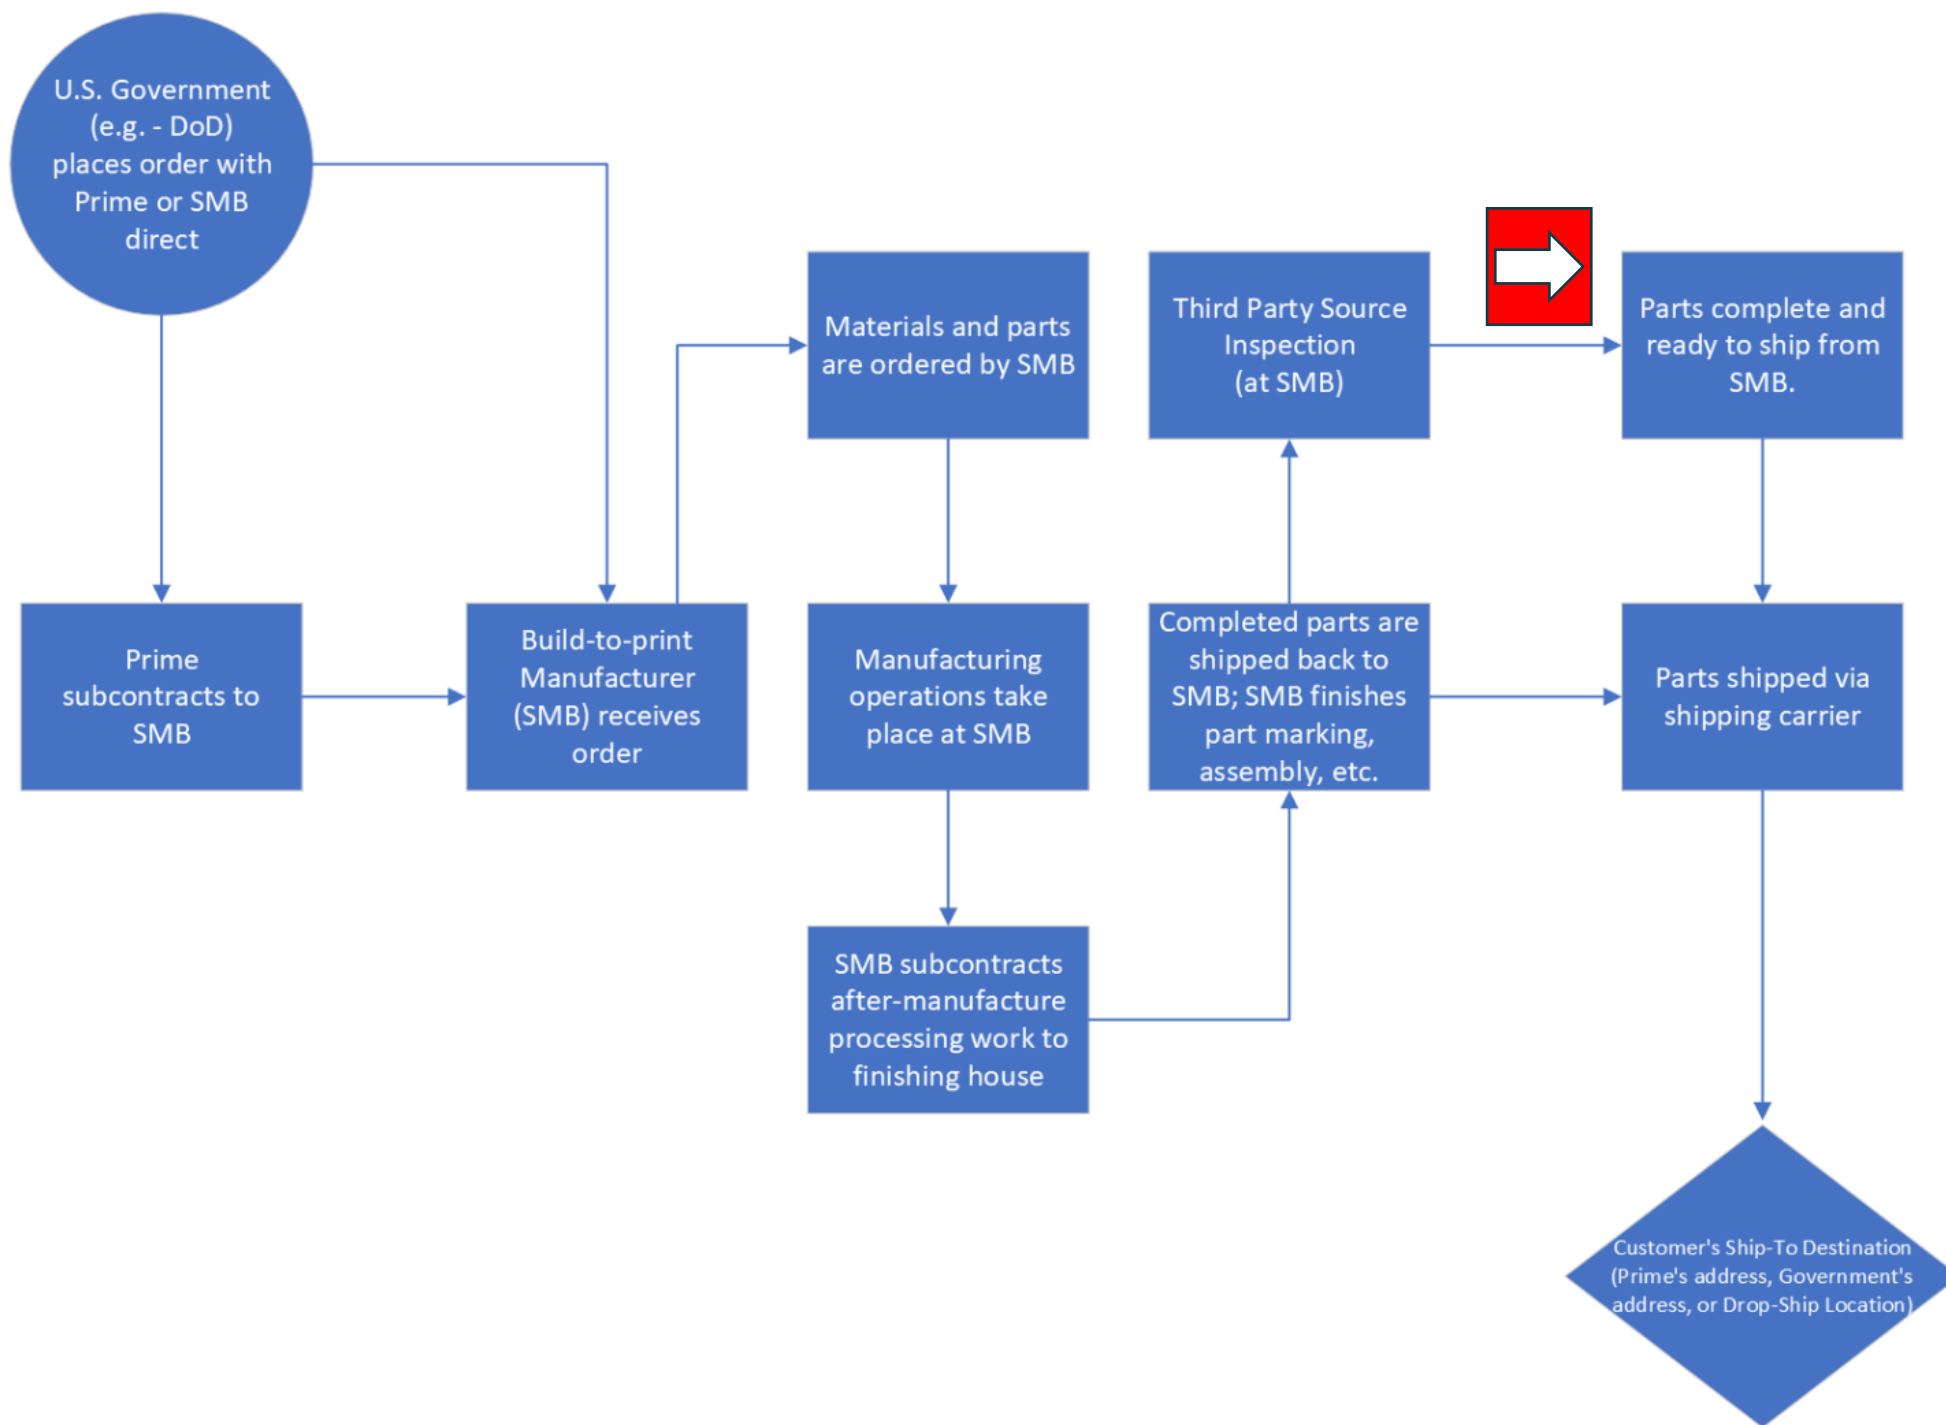 U.S. Government
(e.g. - DoD)
places order with
Prime or SMB
direct
Prime
subcontracts to
SMB
Build-to-print
Manufacturer
(SMB) receives
order
Materials and parts
are ordered by SMB
Manufacturing
operations take
place at SMB
SMB subcontracts
after-manufacture
processing work to
finishing house
Completed parts are
shipped back to
SMB; SMB finishes
part marking,
assembly, etc.
Third Party Source
Inspection
(at SMB)
Parts complete and
ready to ship from
SMB.
Parts shipped via
shipping carrier
Customer's Ship-To Destination
(Prime's address, Government's
address, or Drop-Ship Location)